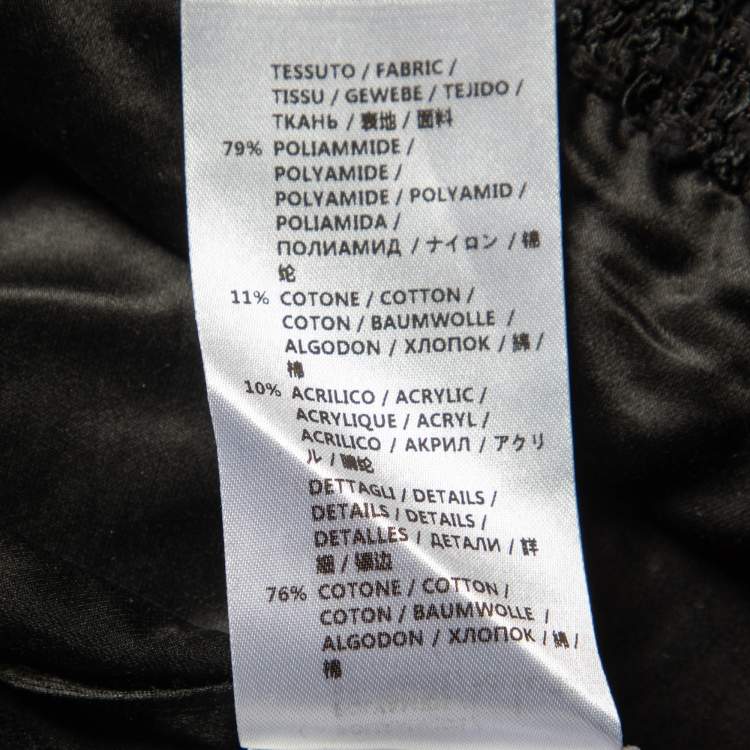 TESSUTO / FABRIC /
TISSU / GEWEBE / TEJIDO /
ТКАНЬ / 表地 / 面料
79% POLIAMMIDE /
POLYAMIDE /
POLYAMIDE / POLYAMID /
POLIAMIDA /
ПОЛИАМИД / ナイロン / 锦
纶
11% COTONE / COTTON /
COTON / BAUMWOLLE /
ALGODON / ХЛОПОК / 綿 /
棉
10% ACRILICO / ACRYLIC /
ACRYLIQUE / ACRYL /
ACRILICO / АКРИЛ / アクリ
ル / 腈纶
DETTAGLI / DETAILS /
DETAILS / DETAILS /
DETALLES / ДЕТАЛИ / 詳
細 / 镶边
76% COTONE / COTTON /
COTON / BAUMWOLLE /
ALGODON / ХЛОПОК / 綿 /
棉